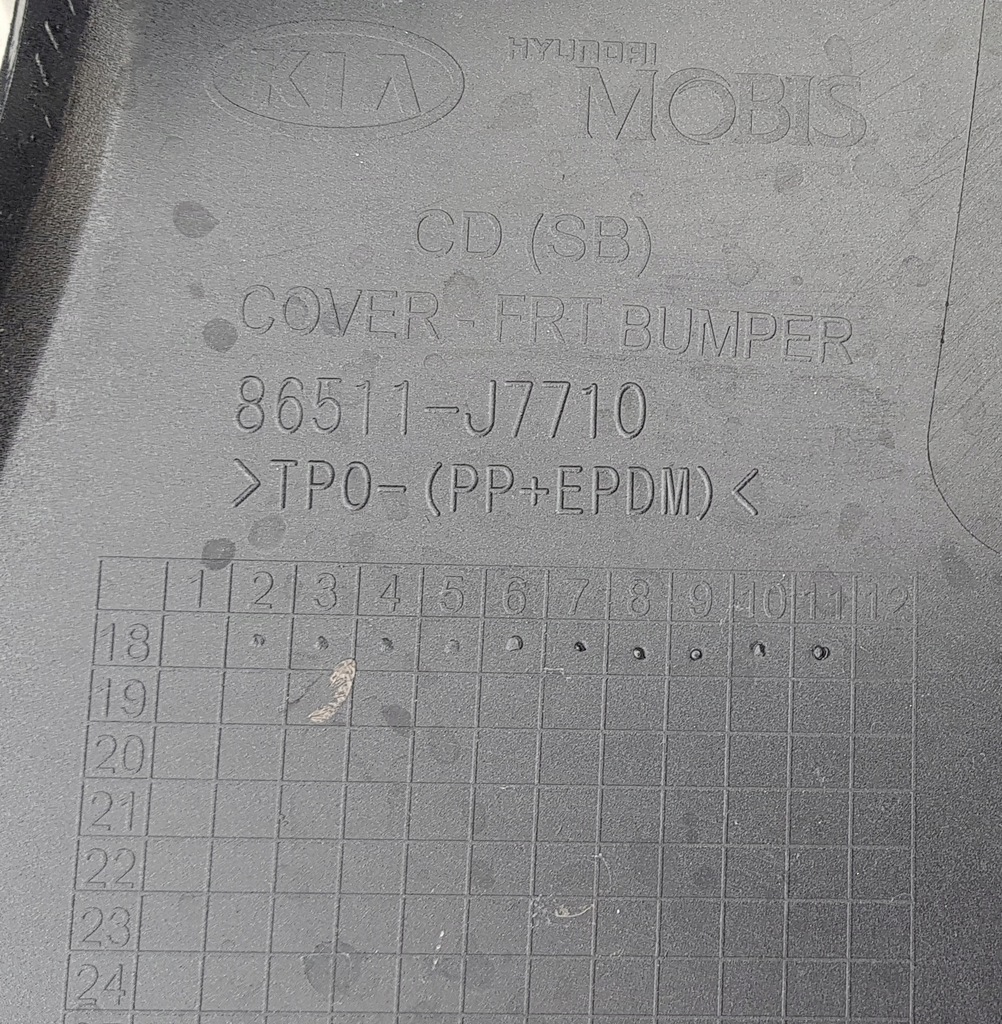 KIA
HYUNDAI
MOBIS
CD (SB)
COVER - FRT BUMPER
86511-J7710
>TPO-(PP+EPDM)<
1 2 3 4 5 6 7 8 9 10 11 12
18
19
20
21
22
23
24